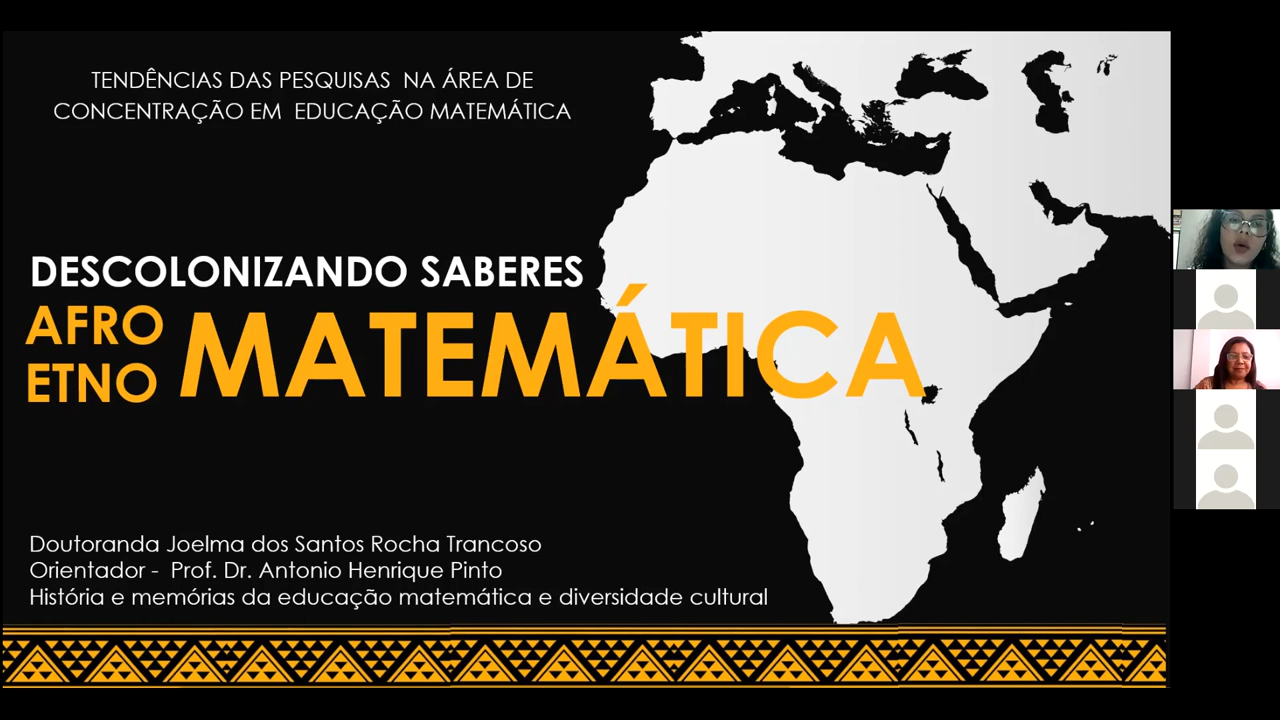 TENDÊNCIAS DAS PESQUISAS NA ÁREA DE
CONCENTRAÇÃO EM EDUCAÇÃO MATEMÁTICA
DESCOLONIZANDO SABERES
AFRO
ETNO
MATEMÁTICA
Doutoranda Joelma dos Santos Rocha Trancoso
Orientador - Prof. Dr. Antonio Henrique Pinto
História e memórias da educação matemática e diversidade cultural